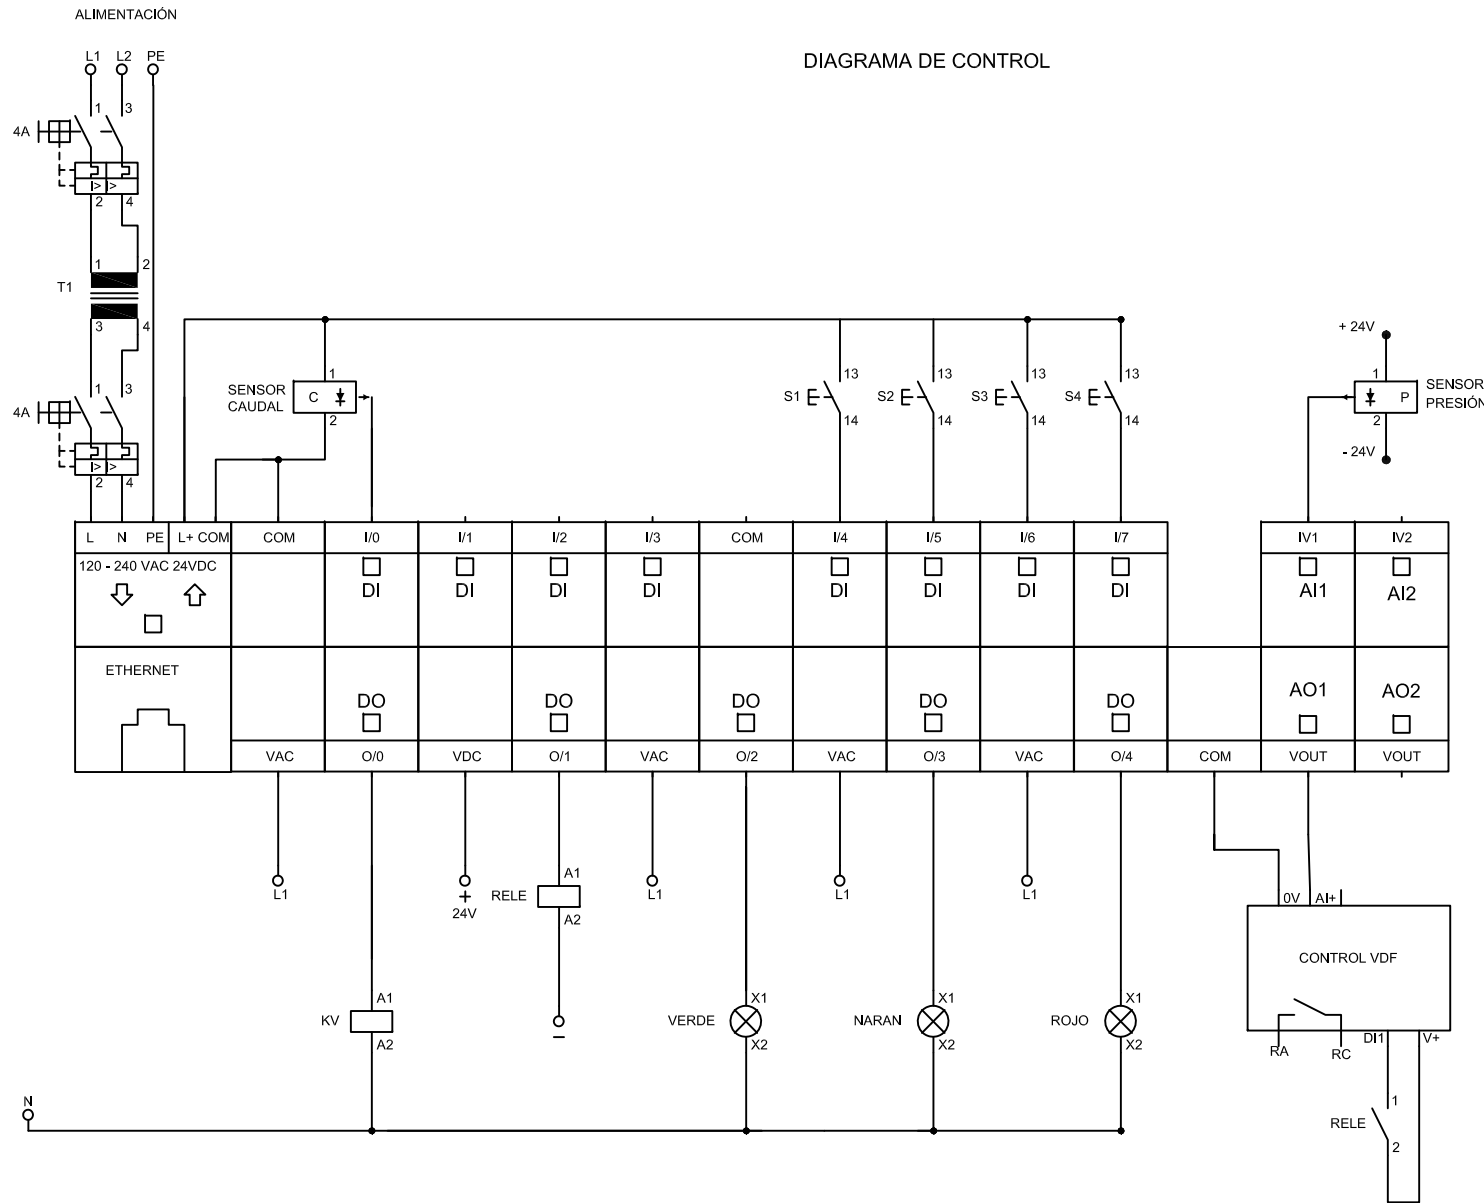 ALIMENTACIÓN
DIAGRAMA DE CONTROL
L1 L2 PE
1 3
4A
I> I>
2 4
1 2
T1
3 4
1 3
4A
I> I>
2 4
1
SENSOR
CAUDAL
C
2
13
S1
14
13
S2
14
13
S3
14
13
S4
14
+ 24V
1
SENSOR
PRESIÓN
P
2
- 24V
L N PE L+ COM COM I/0 I/1 I/2 I/3 COM I/4 I/5 I/6 I/7 IV1 IV2
120 - 240 VAC 24VDC
DI DI DI DI DI DI DI DI AI1 AI2
ETHERNET
DO DO DO DO DO AO1 AO2
VAC O/0 VDC O/1 VAC O/2 VAC O/3 VAC O/4 COM VOUT VOUT
L1
+
24V
A1
RELE
A2
–
L1
L1
L1
A1
KV
A2
X1
VERDE
X2
X1
NARAN
X2
X1
ROJO
X2
0V AI+
CONTROL VDF
RA RC DI1 V+
1
RELE
2
N